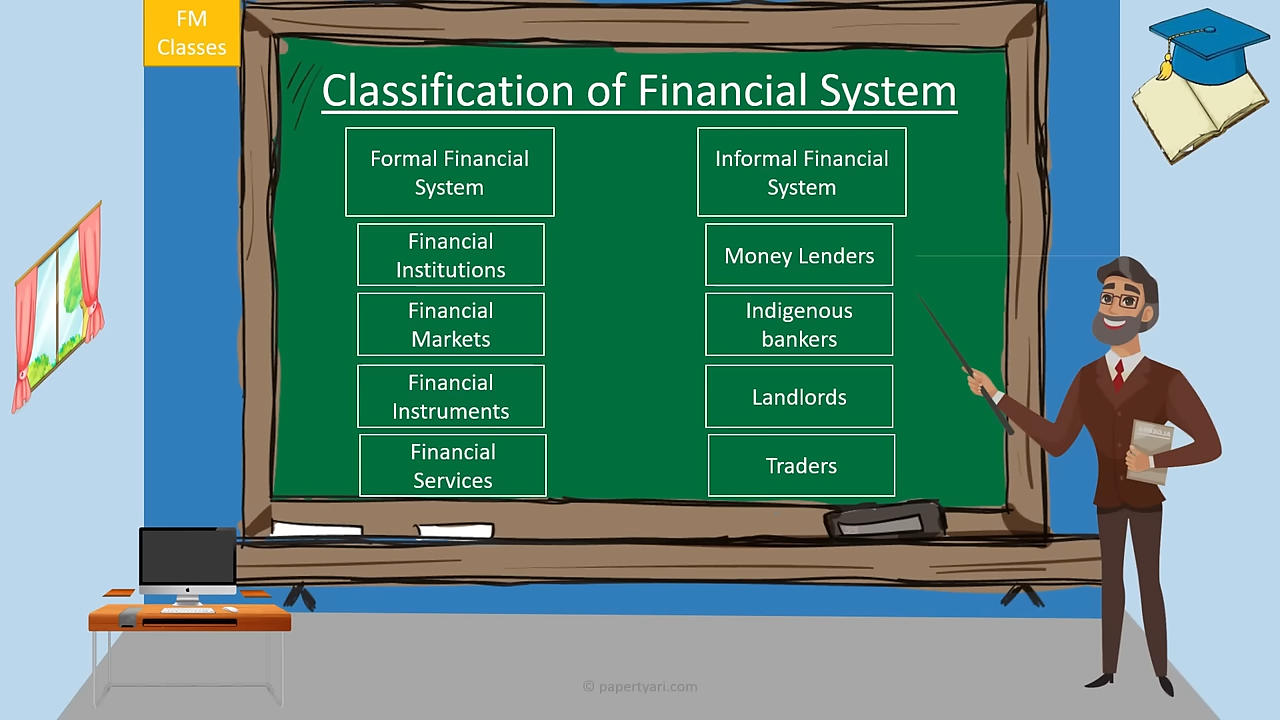 FM
Classes
Classification of Financial System
Formal Financial
System
Financial
Institutions
Financial
Markets
Financial
Instruments
Financial
Services
Informal Financial
System
Money Lenders
Indigenous
bankers
Landlords
Traders
ALGEBRA
© papertyari.com